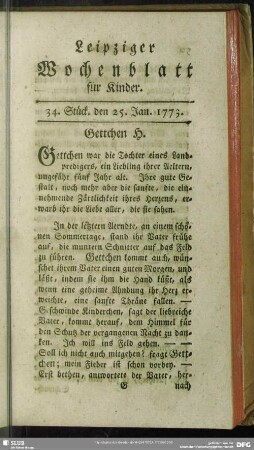 Leipziger
Wochenblatt
für Kinder.
34. Stück. den 25. Jan. 1773.
Gettchen H.
Gettchen war die Tochter eines Land-
predigers, ein Liebling ihrer Aeltern,
ungefähr fünf Jahr alt. Ihre gute Ge-
stalt, noch mehr aber die sanfte, die ein-
nehmende Zärtlichkeit ihres Herzens, er-
warb ihr die Liebe aller, die sie sahen.
In der letztern Aerndte, an einem schö-
nen Sommertage, stand ihr Vater frühe
auf, die muntern Schnitter auf das Feld
zu führen. Gettchen kommt auch, wün-
schet ihrem Vater einen guten Morgen, und
läßt, indem sie ihm die Hand küßt, als
wenn eine geheime Ahndung ihr Herz er-
weichte, eine sanfte Thräne fallen. —
Geschwinde Kinderchen, sagt der liebreiche
Vater, komme herauf, dem Himmel für
den Schutz der vergangenen Nacht zu dan-
ken. Ich will ins Feld gehen. —
Soll ich nicht auch mitgehen? fragt Gett-
chen; mein Fieber ist schon vorbey. —
Erst bethen, antwortet der Vater, her-
G nach